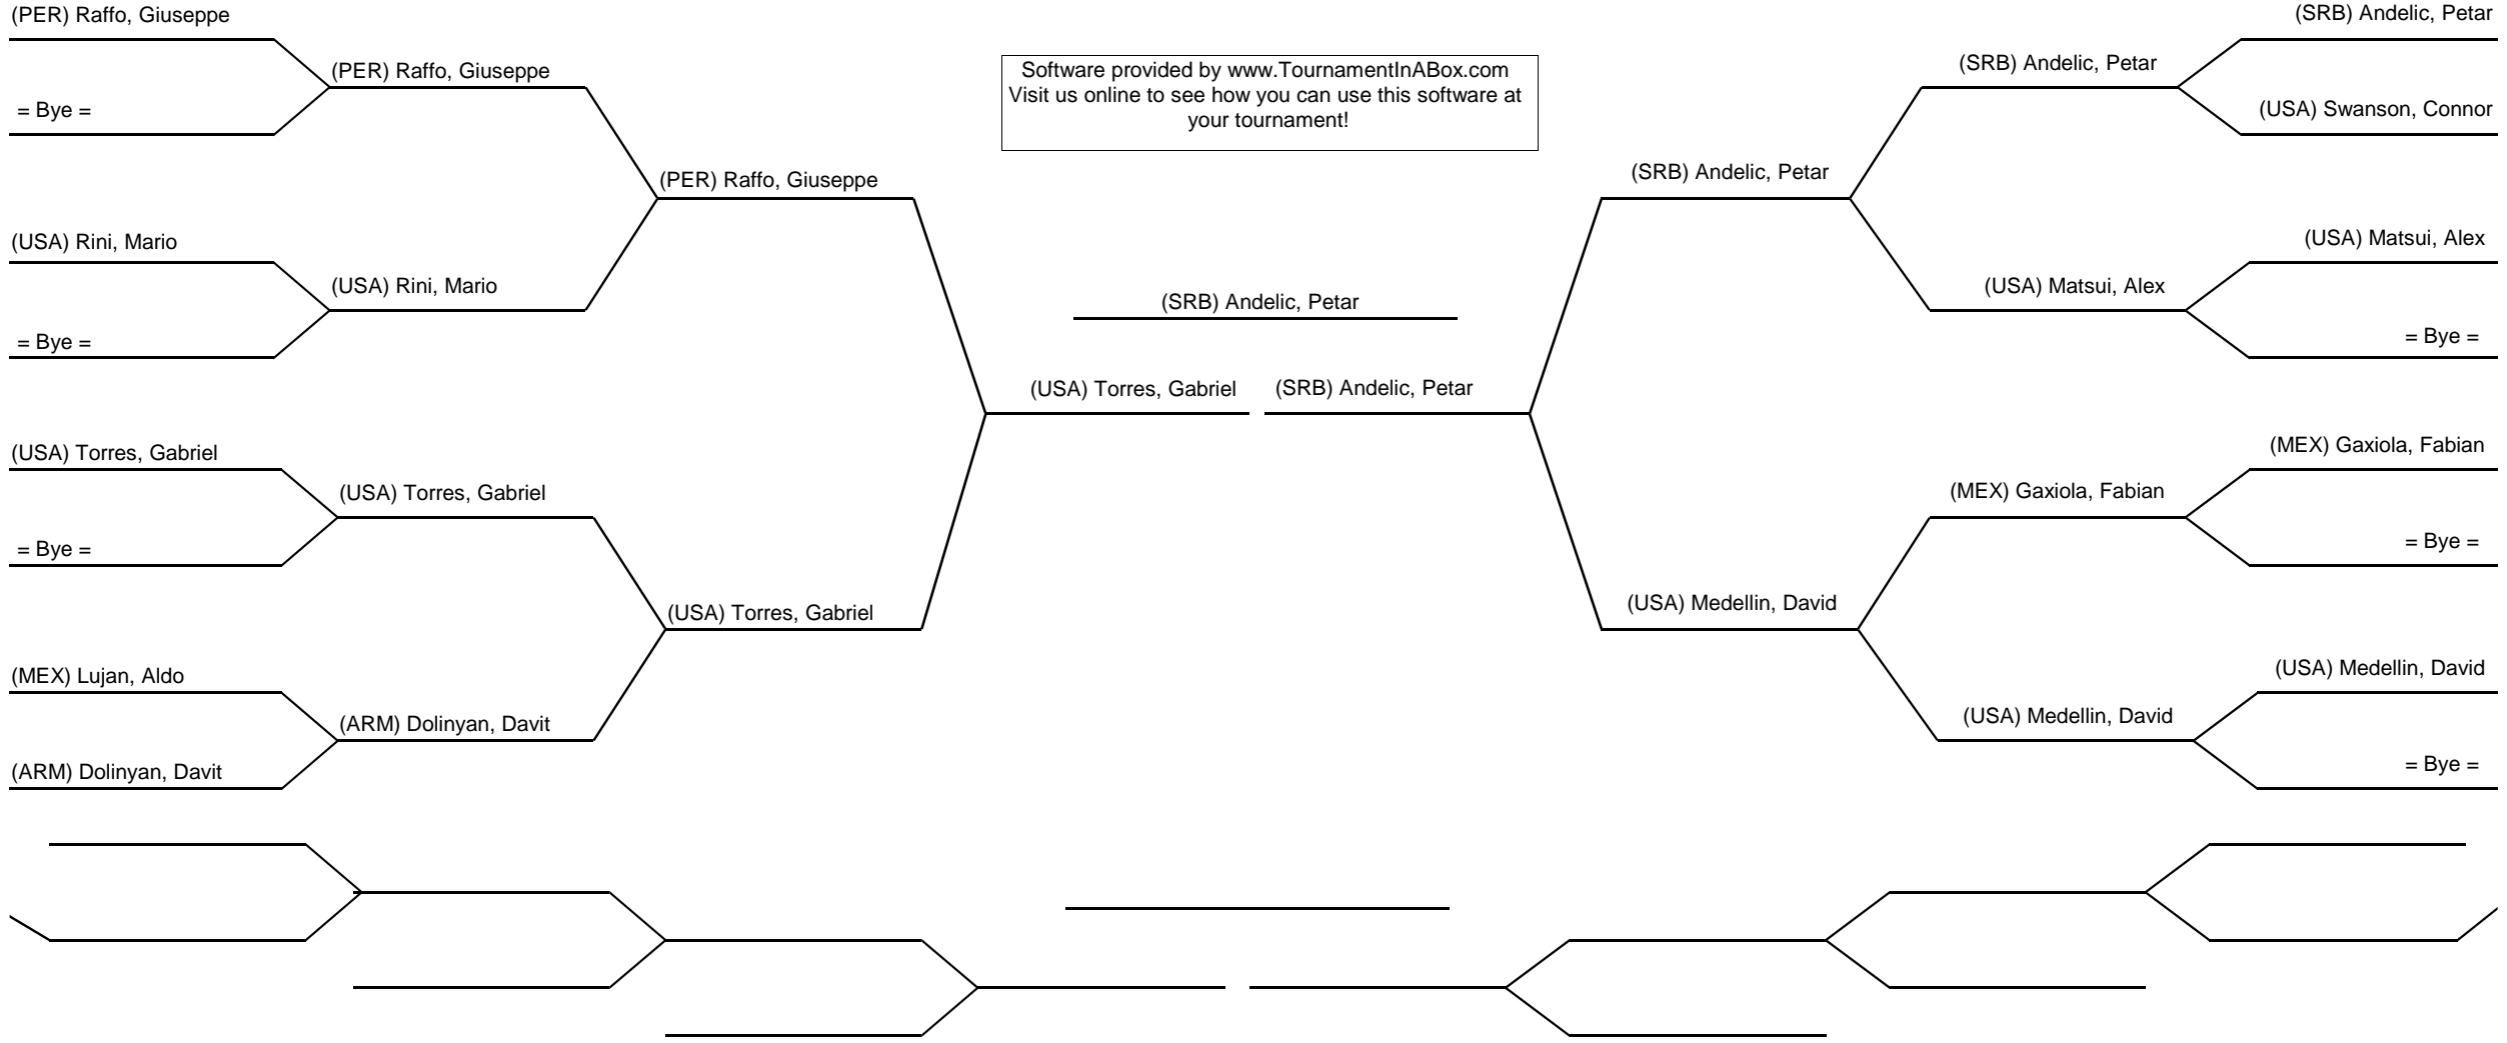 (PER) Raffo, Giuseppe
= Bye =
(USA) Rini, Mario
= Bye =
(USA) Torres, Gabriel
= Bye =
(MEX) Lujan, Aldo
(ARM) Dolinyan, Davit
(PER) Raffo, Giuseppe
(USA) Rini, Mario
(USA) Torres, Gabriel
(ARM) Dolinyan, Davit
(PER) Raffo, Giuseppe
(USA) Torres, Gabriel
Software provided by www.TournamentInABox.com
Visit us online to see how you can use this software at
your tournament!
(SRB) Andelic, Petar
(USA) Torres, Gabriel
(SRB) Andelic, Petar
(SRB) Andelic, Petar
(USA) Medellin, David
(SRB) Andelic, Petar
(USA) Matsui, Alex
(MEX) Gaxiola, Fabian
(USA) Medellin, David
(SRB) Andelic, Petar
(USA) Swanson, Connor
(USA) Matsui, Alex
= Bye =
(MEX) Gaxiola, Fabian
= Bye =
(USA) Medellin, David
= Bye =